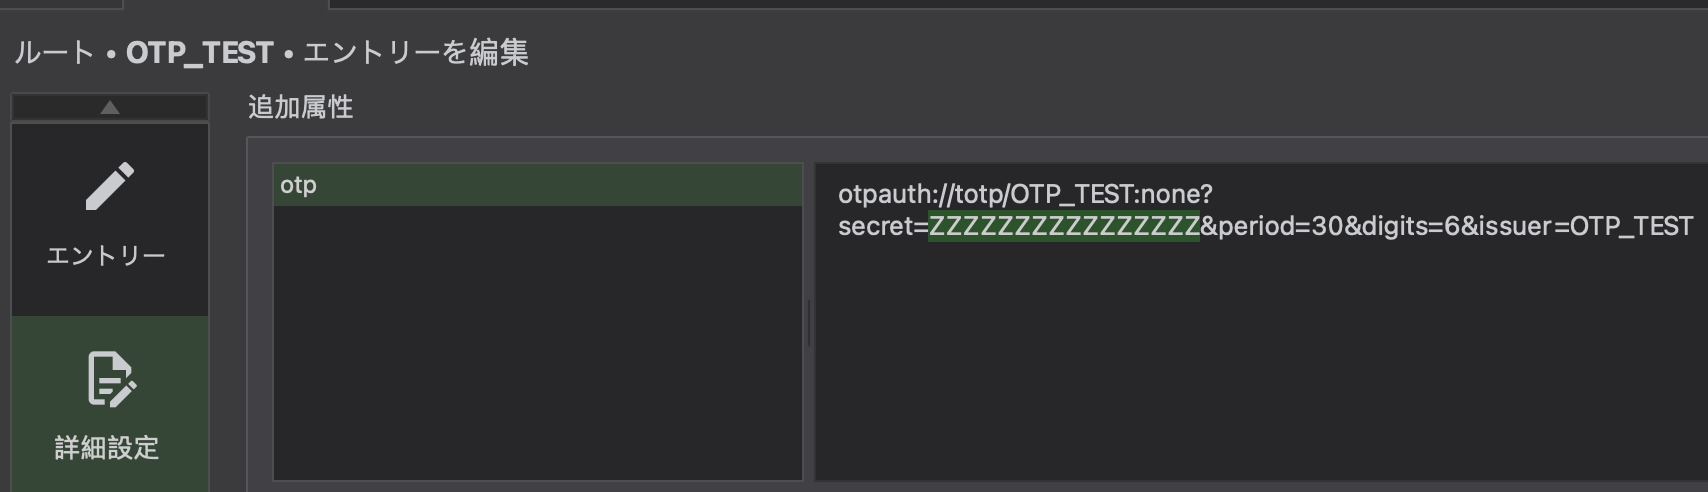 ルート • OTP_TEST • エントリーを編集
追加属性
エントリー
詳細設定
otp
otpauth://totp/OTP_TEST:none?
secret=ZZZZZZZZZZZZZZZZ&period=30&digits=6&issuer=OTP_TEST